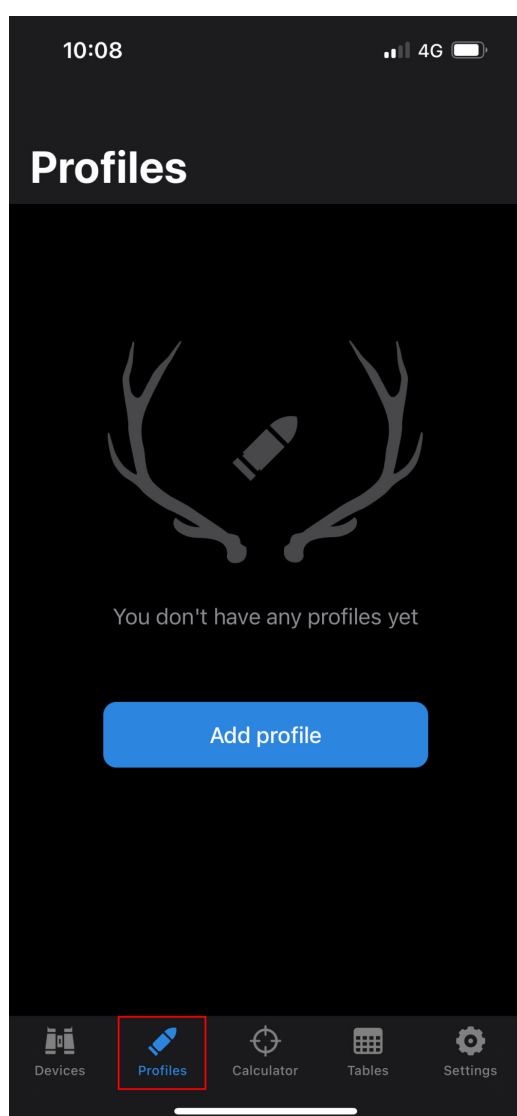 10:08 4G
Profiles
You don't have any profiles yet
Add profile
Devices Profiles Calculator Tables Settings